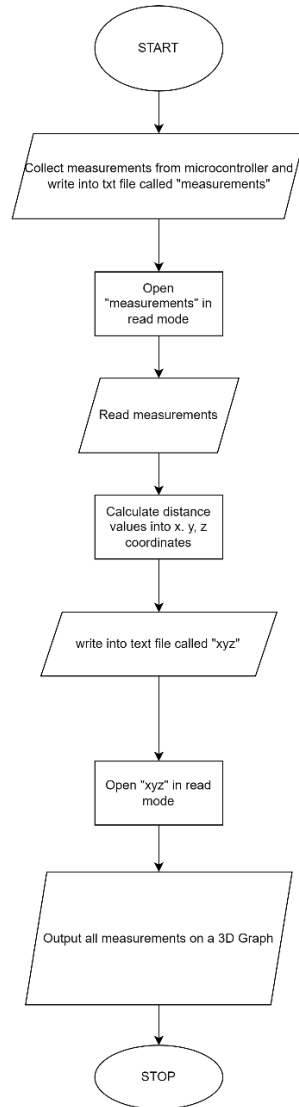 START
Collect measurements from microcontroller and
write into txt file called "measurements"
Open
"measurements" in
read mode
Read measurements
Calculate distance
values into x. y, z
coordinates
write into text file called "xyz"
Open "xyz" in read
mode
Output all measurements on a 3D Graph
STOP